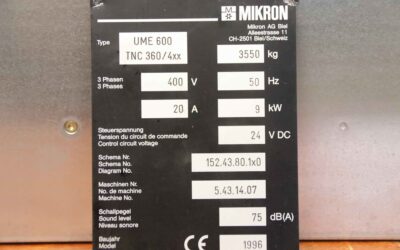 MIKRON
Mikron AG Biel
Alleestrasse 11
CH-2501 Biel/Schweiz
Type UME 600
TNC 360/4xx 3550 kg
3 Phasen
3 Phases 400 V 50 Hz
20 A 9 kW
Steuerspannung
Tension du circuit de commande
Control circuit voltage 24 V DC
Schema Nr.
Schema No.
Diagram No. 152.43.80.1x0
Maschinen Nr.
No. de machine
Machine No. 5.43.14.07
Schallpegel
Sound level
Niveau sonore 75 dB(A)
Baujahr
Model CE 1996